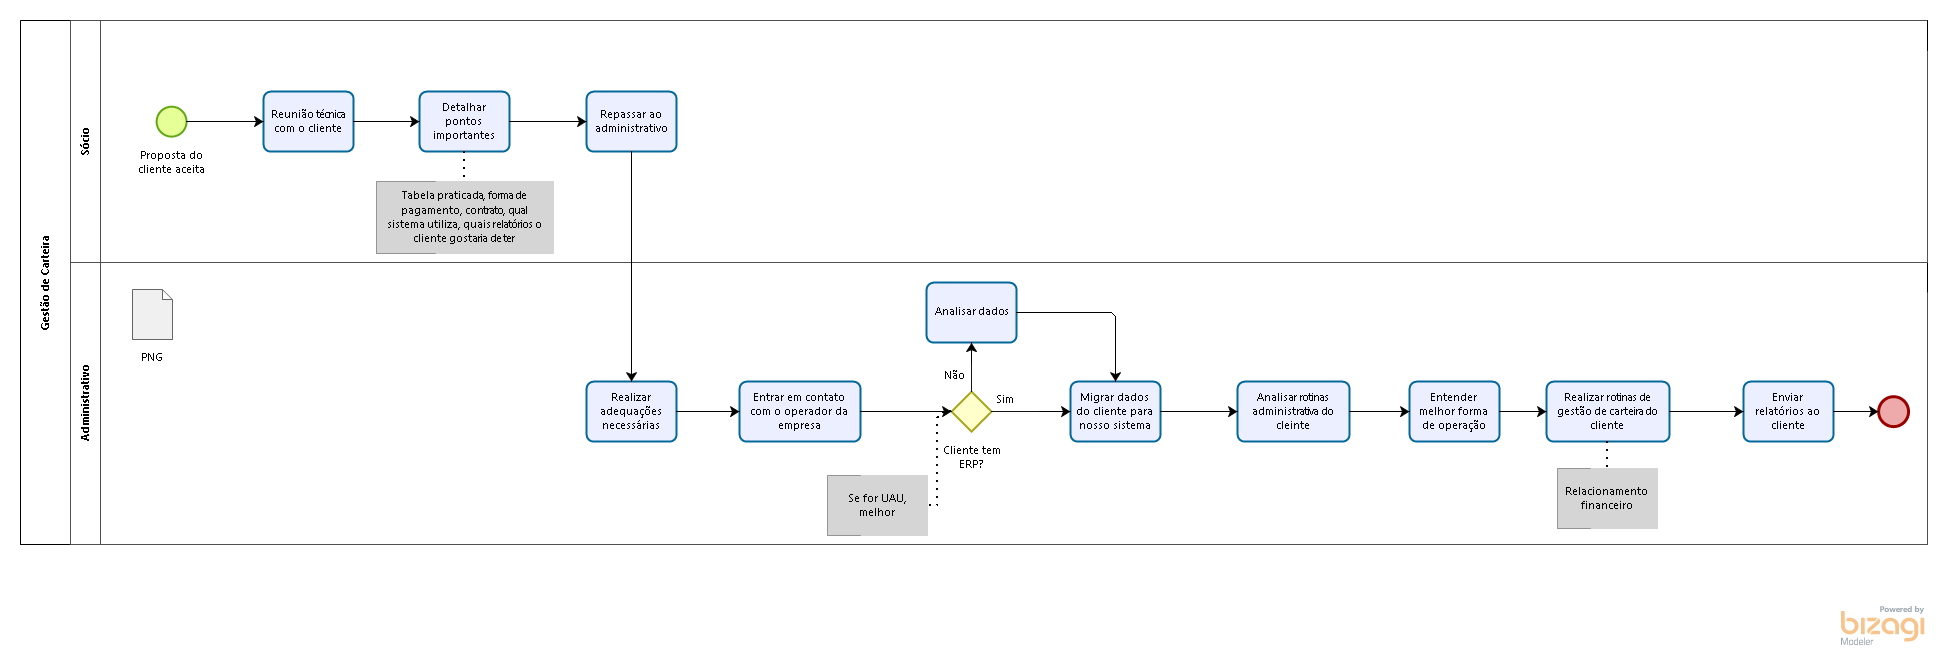 Gestão de Carteira
Sócio
Proposta do
cliente aceita
Reunião técnica
com o cliente
Detalhar
pontos
importantes
Repassar ao
administrativo
Tabela praticada, forma de
pagamento, contrato, qual
sistema utiliza, quais relatórios o
cliente gostaria de ter
Administrativo
PNG
Realizar
adequações
necessárias
Entrar em contato
com o operador da
empresa
Se for UAU,
melhor
Cliente tem
ERP?
Não
Sim
Analisar dados
Migrar dados
do cliente para
nosso sistema
Analisar rotinas
administrativa do
cleinte
Entender
melhor forma
de operação
Realizar rotinas de
gestão de carteira do
cliente
Relacionamento
financeiro
Enviar
relatórios ao
cliente
Powered by
bizagi
Modeler